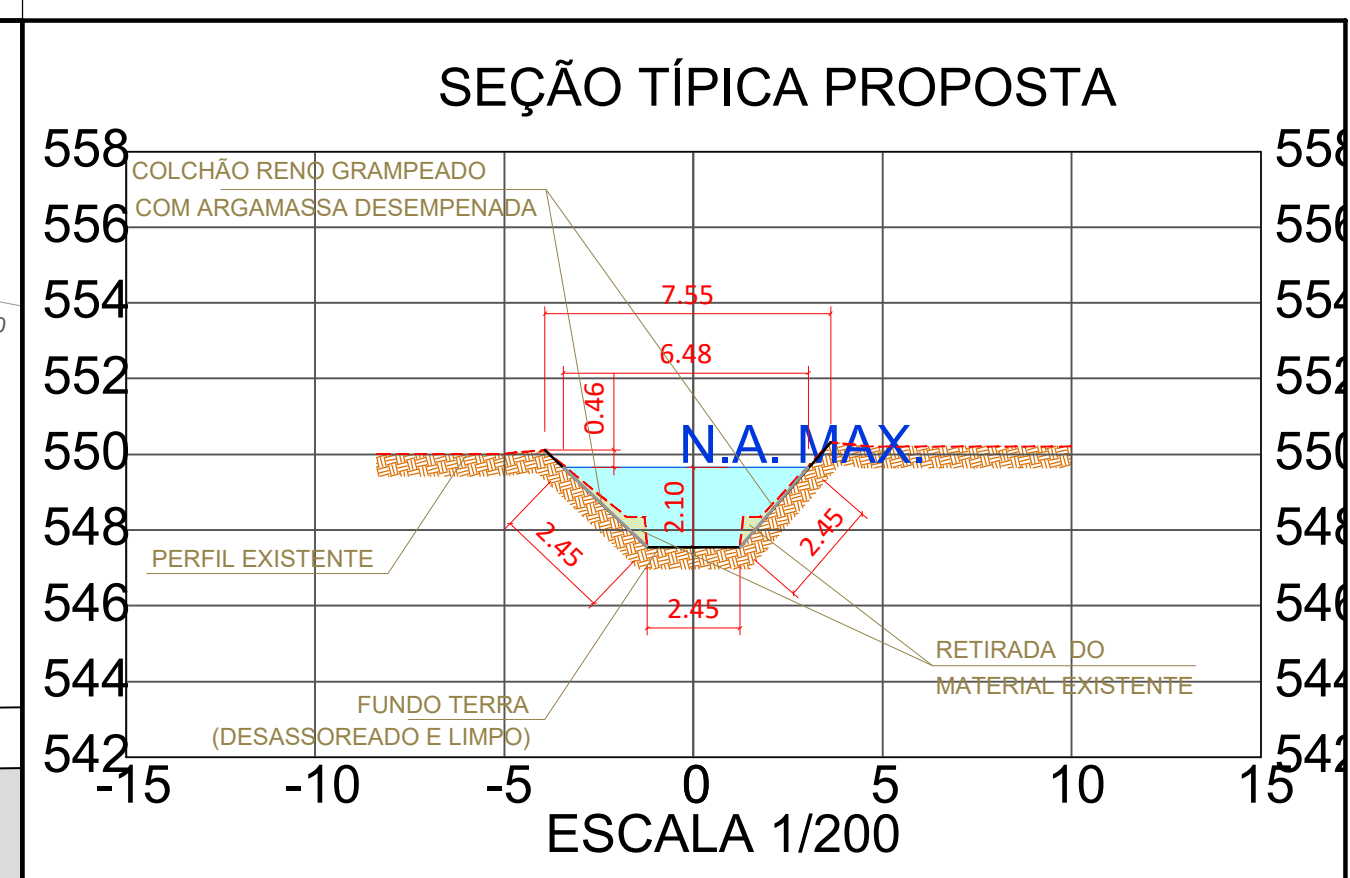 SEÇÃO TÍPICA PROPOSTA
558
COLCHÃO RENO GRAMPEADO
COM ARGAMASSA DESEMPENADA
558
556
556
554
7.55
554
0
552
6.48
552
0.46
550
N.A. MAX.
550
2.10
548
2.45
2.45
548
PERFIL EXISTENTE
546
2.45
546
RETIRADA DO
MATERIAL EXISTENTE
544
544
FUNDO TERRA
(DESASSOREADO E LIMPO)
542
542
-15 -10 -5 0 5 10 15
ESCALA 1/200